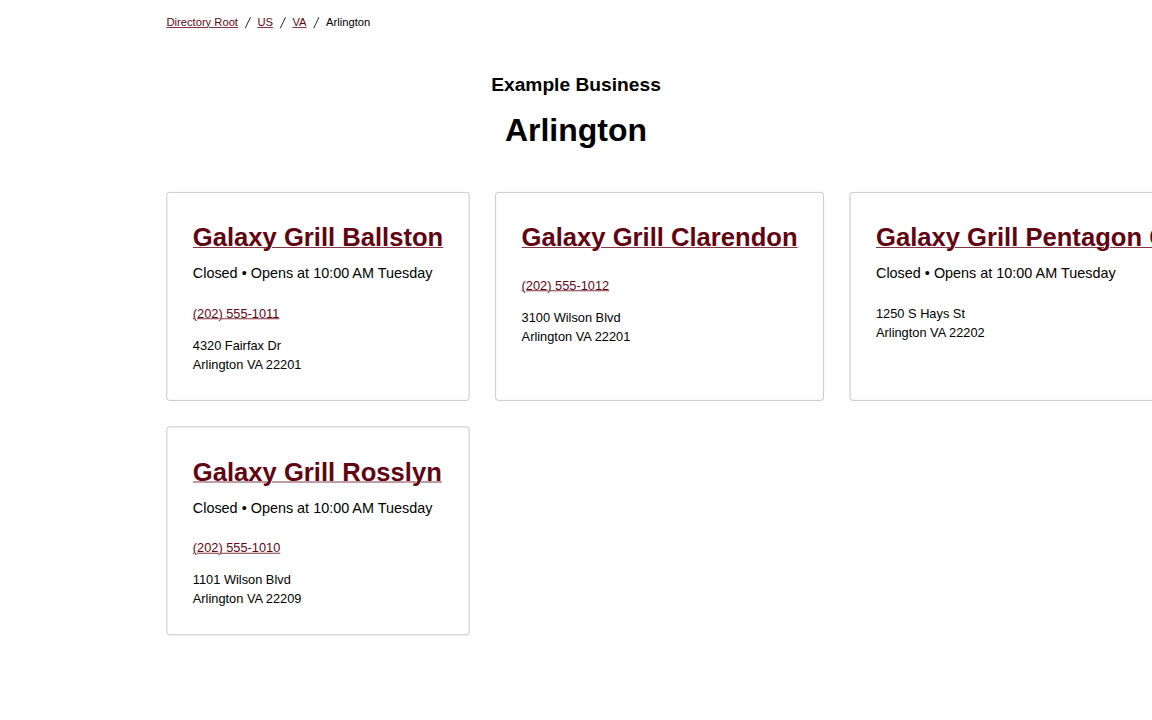 Directory Root / US / VA / Arlington
Example Business
Arlington
Galaxy Grill Ballston
Closed • Opens at 10:00 AM Tuesday
(202) 555-1011
4320 Fairfax Dr
Arlington VA 22201
Galaxy Grill Clarendon
(202) 555-1012
3100 Wilson Blvd
Arlington VA 22201
Galaxy Grill Pentagon
Closed • Opens at 10:00 AM Tuesday
1250 S Hays St
Arlington VA 22202
Galaxy Grill Rosslyn
Closed • Opens at 10:00 AM Tuesday
(202) 555-1010
1101 Wilson Blvd
Arlington VA 22209